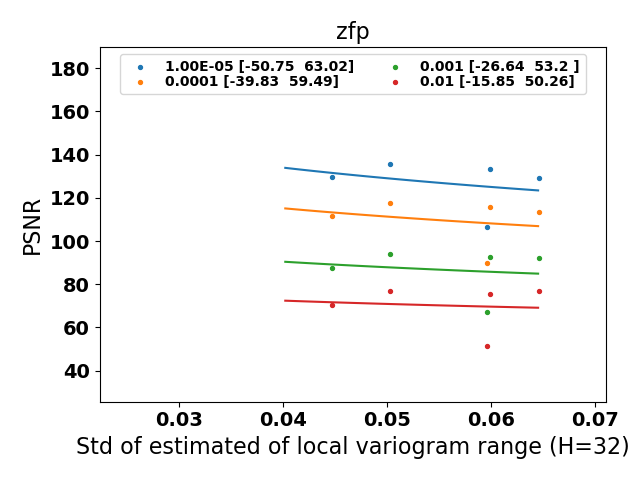 zfp
1.00E-05 [-50.75  63.02]
0.0001 [-39.83  59.49]
0.001 [-26.64  53.2 ]
0.01 [-15.85  50.26]
PSNR
180
160
140
120
100
80
60
40
0.03 0.04 0.05 0.06 0.07
Std of estimated of local variogram range (H=32)